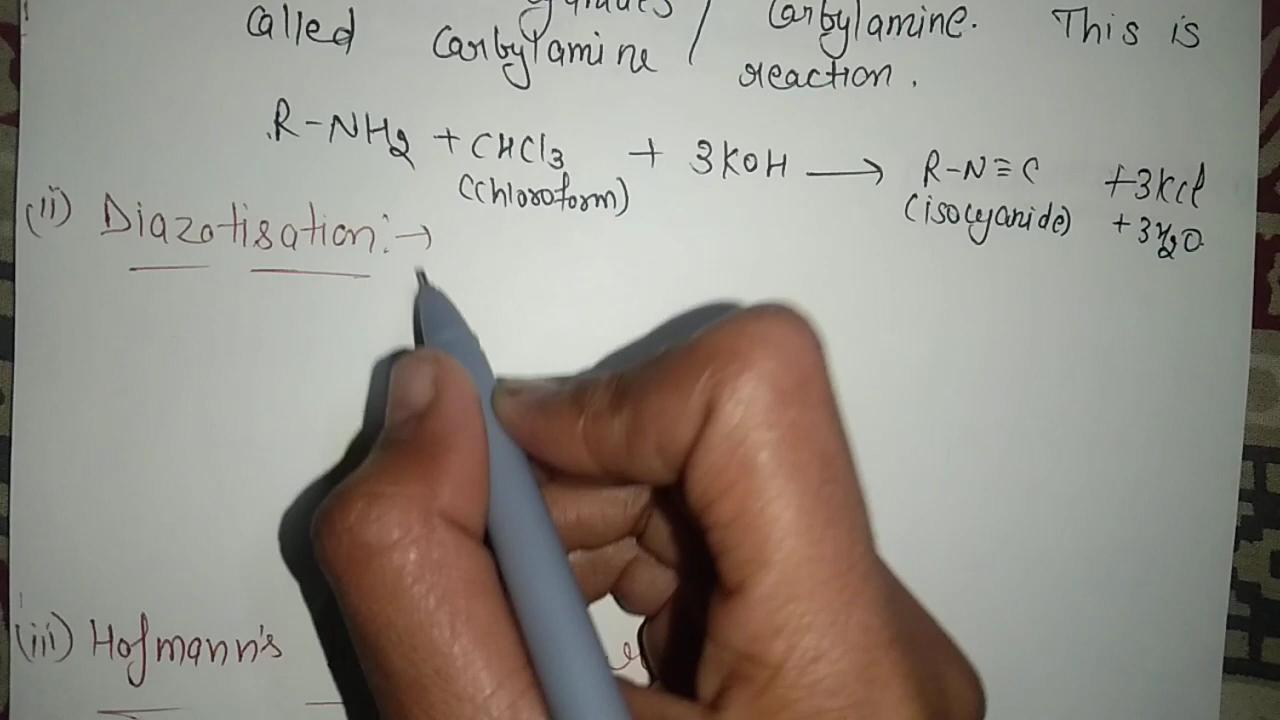 called Carbylamine / Carbylamine. This is
reaction.
R-NH2 + CHCl3 + 3KOH → R-N≡C +3KCl
(Chloroform) (isocyanide) +3H2O
(ii) Diazotisation:→
(iii) Hofmann's